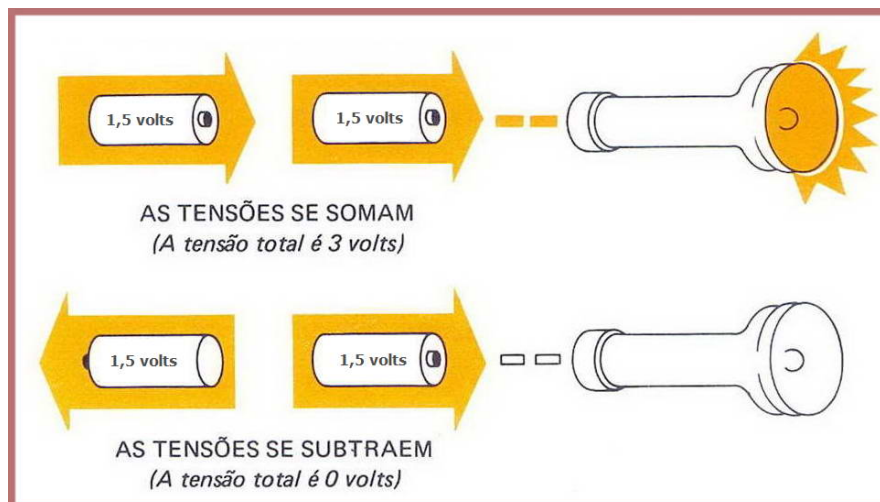 1,5 volts
1,5 volts
AS TENSÕES SE SOMAM
(A tensão total é 3 volts)
1,5 volts
1,5 volts
AS TENSÕES SE SUBTRAEM
(A tensão total é 0 volts)